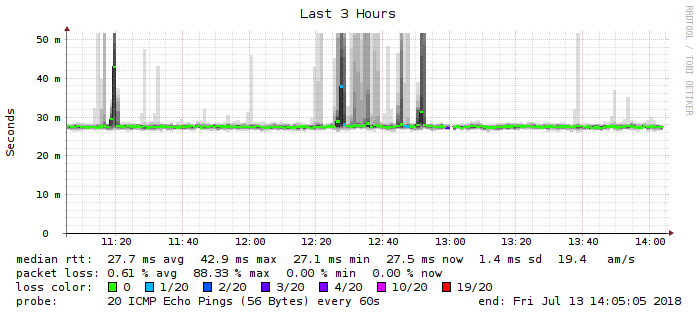 Last 3 Hours
RRDTOOL / TOBI OETIKER
Seconds
50 m
40 m
30 m
20 m
10 m
0
11:20 11:40 12:00 12:20 12:40 13:00 13:20 13:40 14:00
median rtt: 27.7 ms avg 42.9 ms max 27.1 ms min 27.5 ms now 1.4 ms sd 19.4 am/s
packet loss: 0.61 % avg 88.33 % max 0.00 % min 0.00 % now
loss color: 0 1/20 2/20 3/20 4/20 10/20 19/20
probe: 20 ICMP Echo Pings (56 Bytes) every 60s end: Fri Jul 13 14:05:05 2018